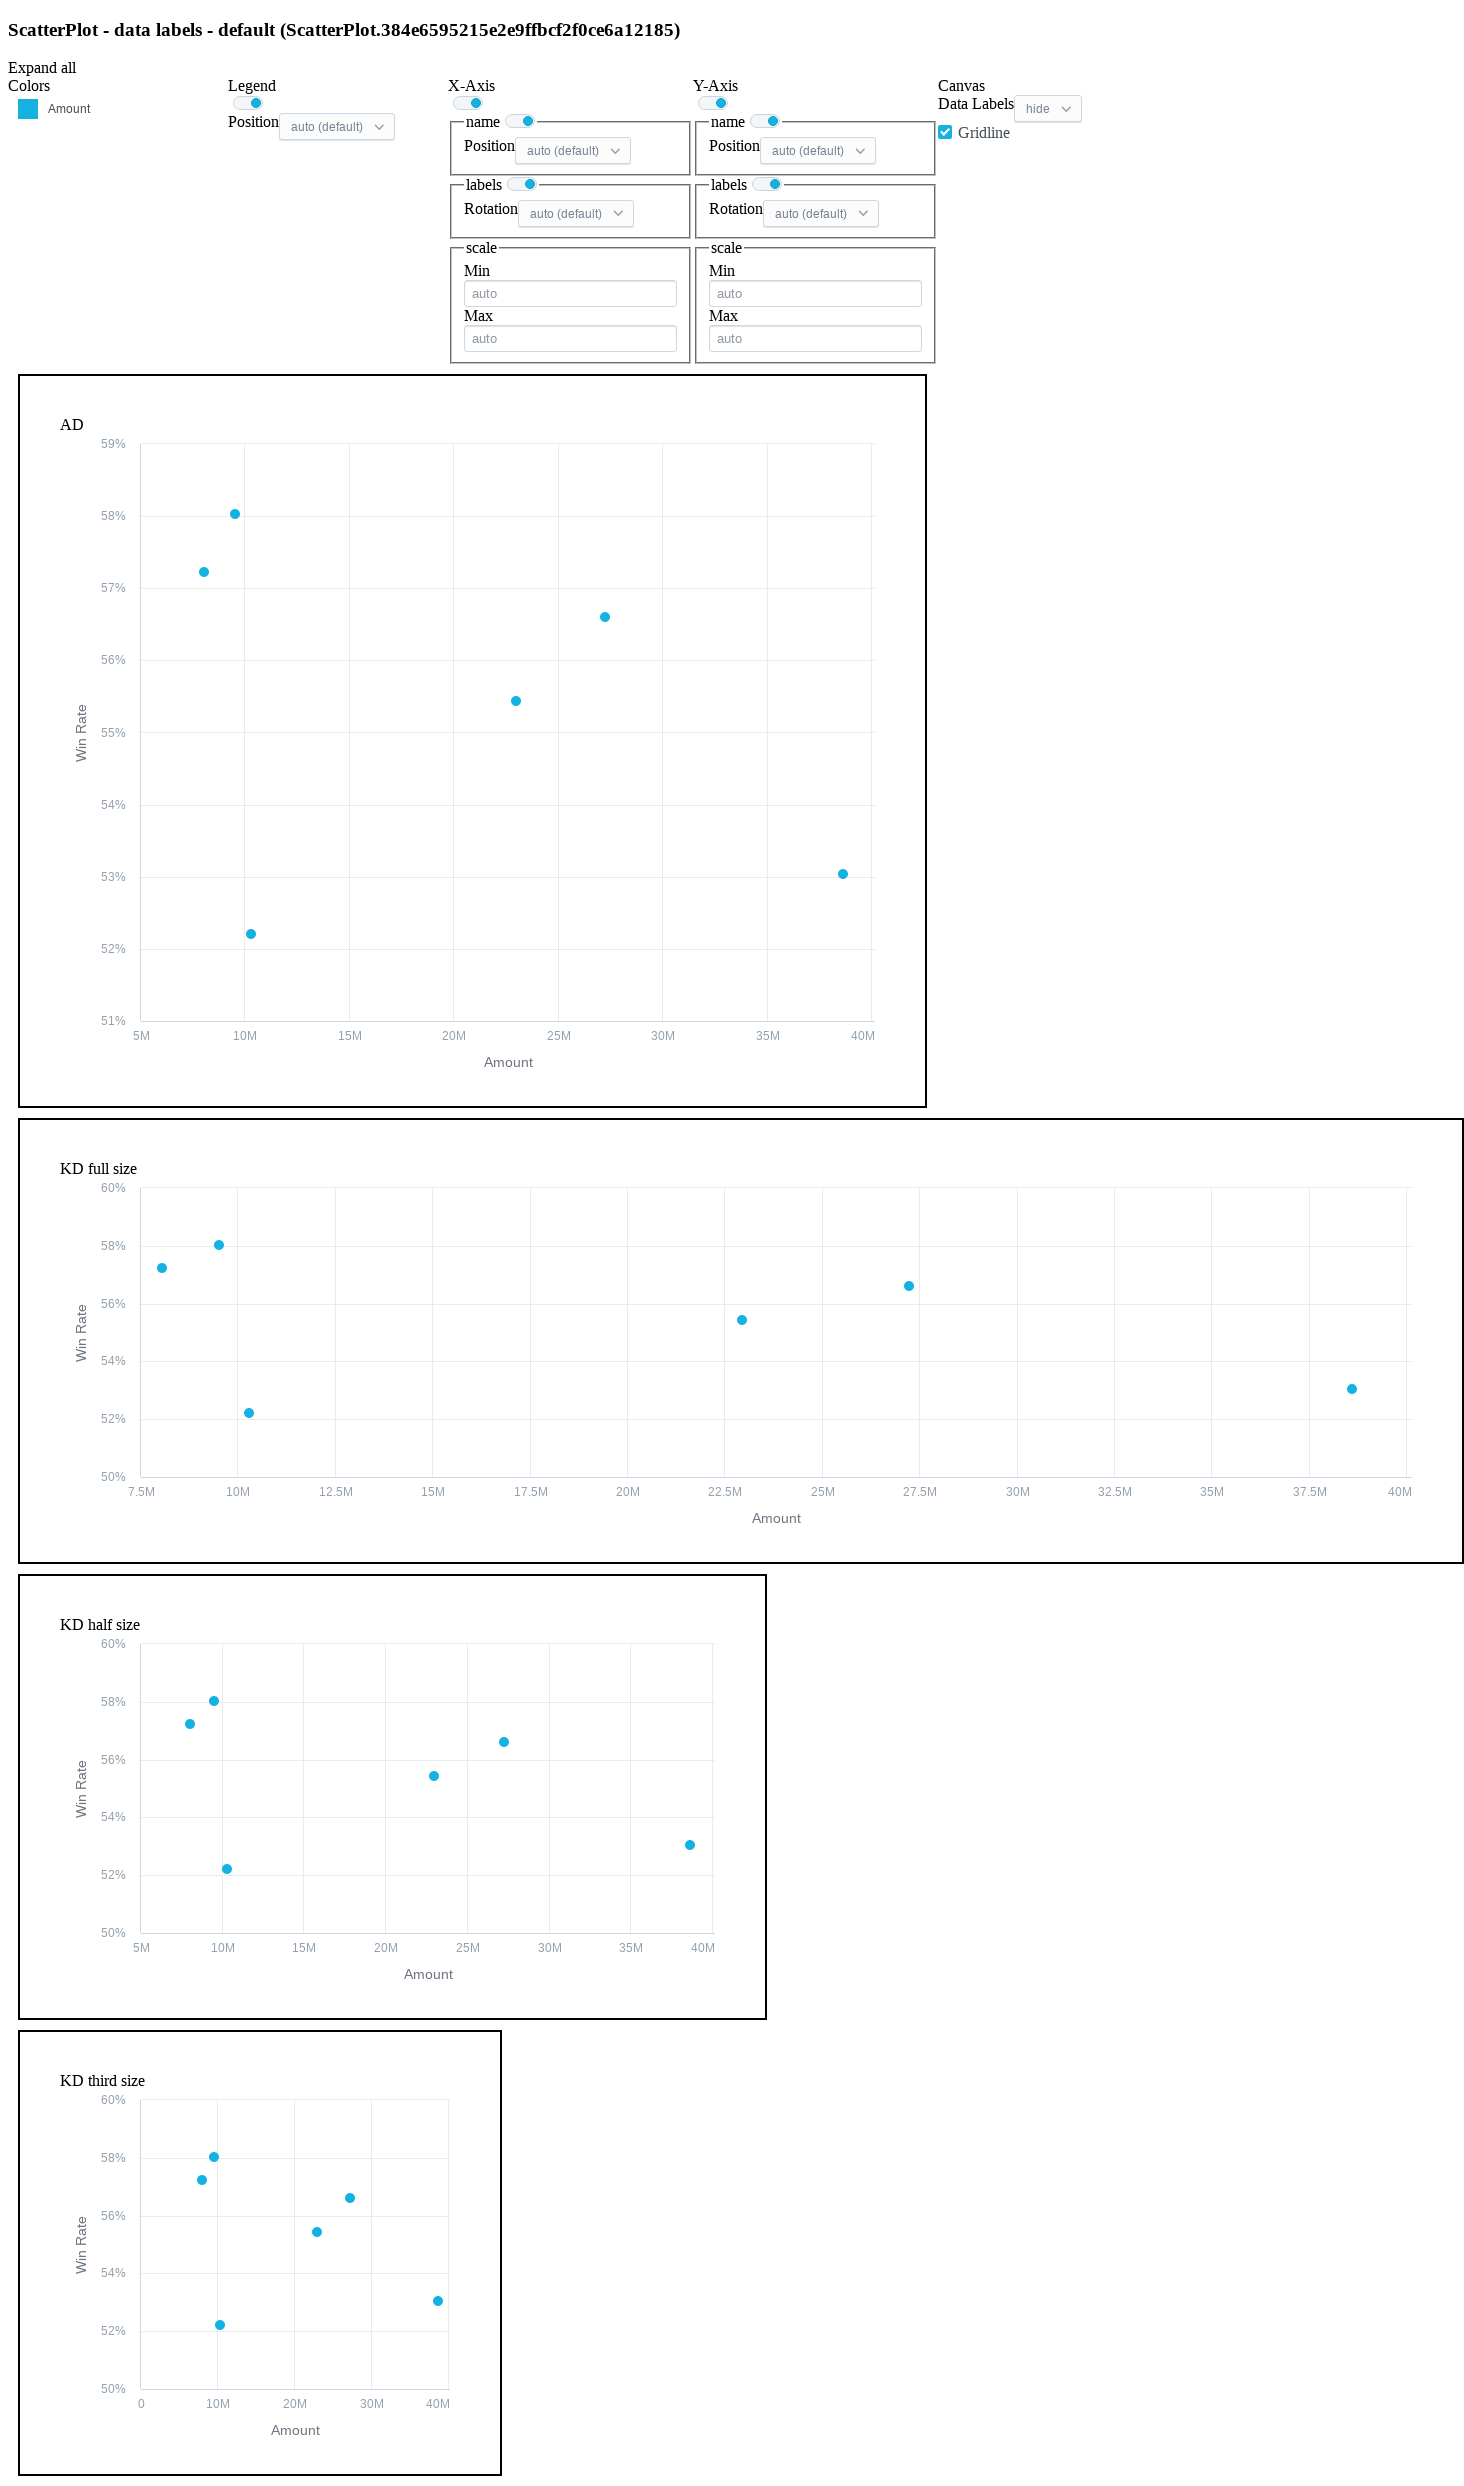 ScatterPlot - data labels - default (ScatterPlot.384e6595215e2e9ffbcf2f0ce6a12185)
Expand all
Colors
Amount
Legend
Position auto (default)
X-Axis
name
Position auto (default)
labels
Rotation auto (default)
scale
Min
auto
Max
auto
Y-Axis
name
Position auto (default)
labels
Rotation auto (default)
scale
Min
auto
Max
auto
Canvas
Data Labels hide
Gridline
AD
59%
58%
57%
56%
55%
54%
53%
52%
51%
Win Rate
5M 10M 15M 20M 25M 30M 35M 40M
Amount
KD full size
60%
58%
56%
54%
52%
50%
Win Rate
7.5M 10M 12.5M 15M 17.5M 20M 22.5M 25M 27.5M 30M 32.5M 35M 37.5M 40M
Amount
KD half size
60%
58%
56%
54%
52%
50%
Win Rate
5M 10M 15M 20M 25M 30M 35M 40M
Amount
KD third size
60%
58%
56%
54%
52%
50%
Win Rate
0 10M 20M 30M 40M
Amount